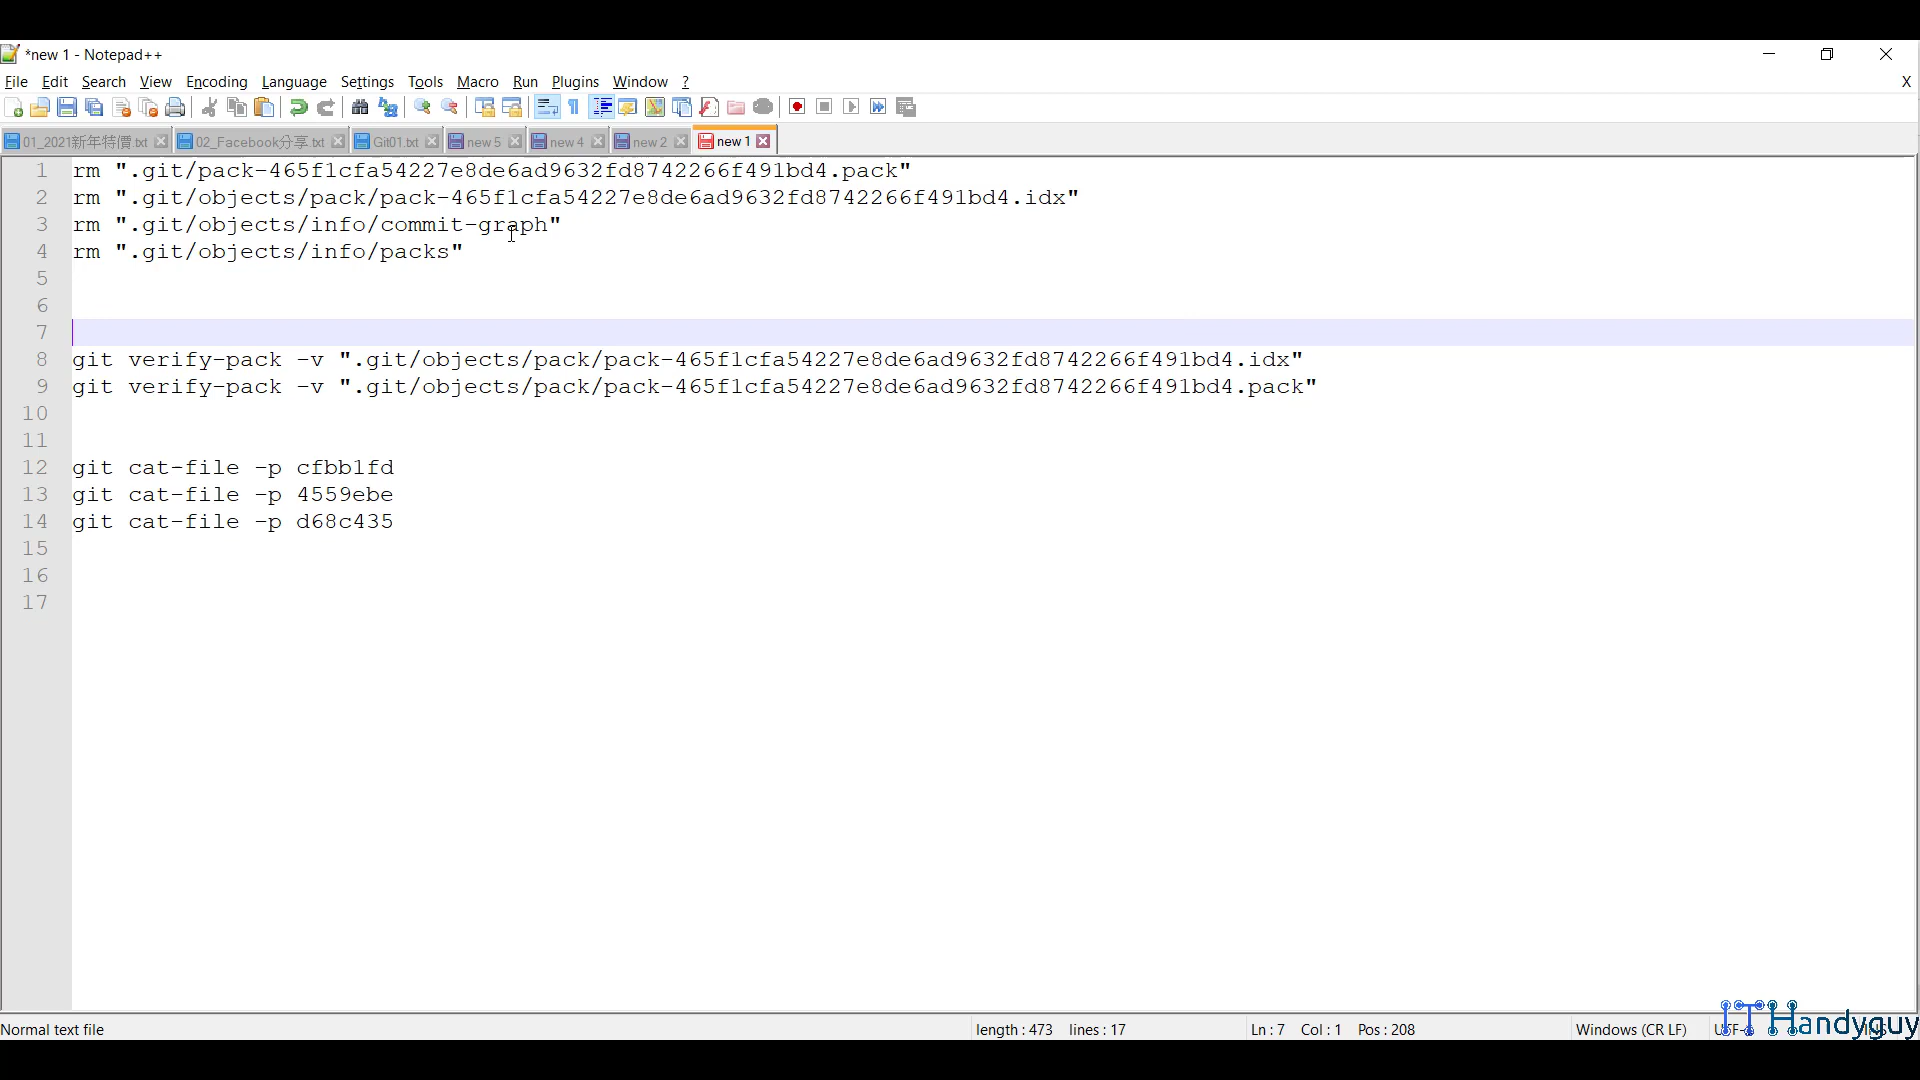 *new 1 - Notepad++
File Edit Search View Encoding Language Settings Tools Macro Run Plugins Window ? X
01_2021新年特價.txt 02_Facebook分享.txt Git01.txt new 5 new 4 new 2 new 1
1 rm ".git/pack-465f1cfa54227e8de6ad9632fd8742266f491bd4.pack"
2 rm ".git/objects/pack/pack-465f1cfa54227e8de6ad9632fd8742266f491bd4.idx"
3 rm ".git/objects/info/commit-graph"
4 rm ".git/objects/info/packs"
5
6
7
8 git verify-pack -v ".git/objects/pack/pack-465f1cfa54227e8de6ad9632fd8742266f491bd4.idx"
9 git verify-pack -v ".git/objects/pack/pack-465f1cfa54227e8de6ad9632fd8742266f491bd4.pack"
10
11
12 git cat-file -p cfbb1fd
13 git cat-file -p 4559ebe
14 git cat-file -p d68c435
15
16
17
Normal text file length : 473 lines : 17 Ln : 7 Col : 1 Pos : 208 Windows (CR LF)
IT Handyguy